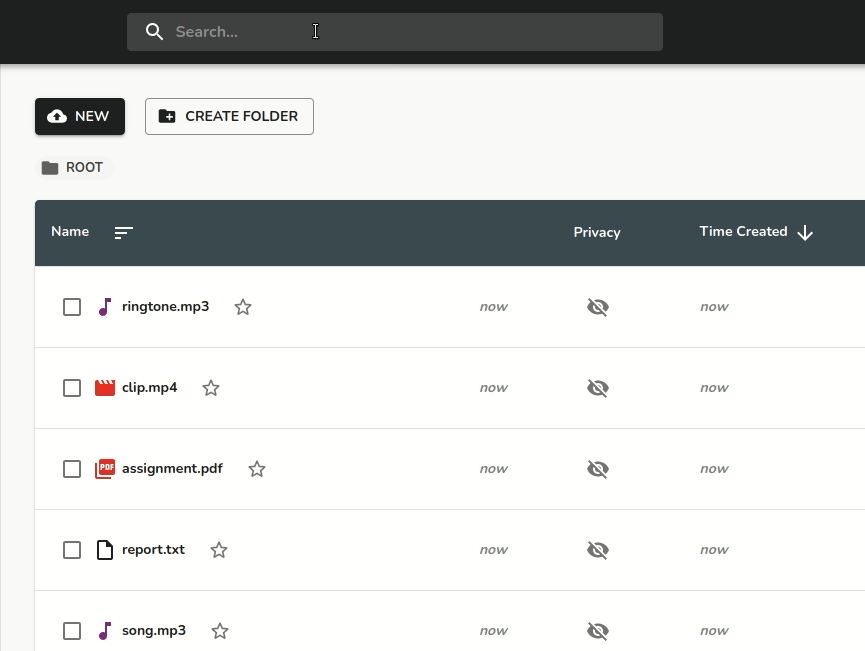 Search...
NEW
CREATE FOLDER
ROOT
Name Privacy Time Created
ringtone.mp3 now now
clip.mp4 now now
PDF assignment.pdf now now
report.txt now now
song.mp3 now now